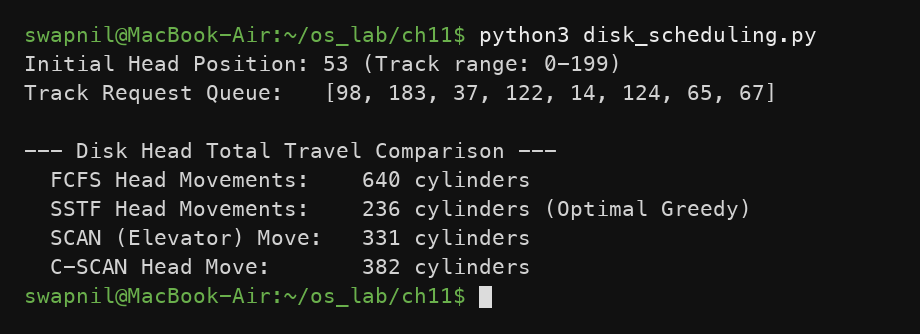 swapnil@MacBook-Air:~/os_lab/ch11$ python3 disk_scheduling.py
Initial Head Position: 53 (Track range: 0-199)
Track Request Queue:   [98, 183, 37, 122, 14, 124, 65, 67]

--- Disk Head Total Travel Comparison ---
  FCFS Head Movements:    640 cylinders
  SSTF Head Movements:    236 cylinders (Optimal Greedy)
  SCAN (Elevator) Move:   331 cylinders
  C-SCAN Head Move:       382 cylinders
swapnil@MacBook-Air:~/os_lab/ch11$